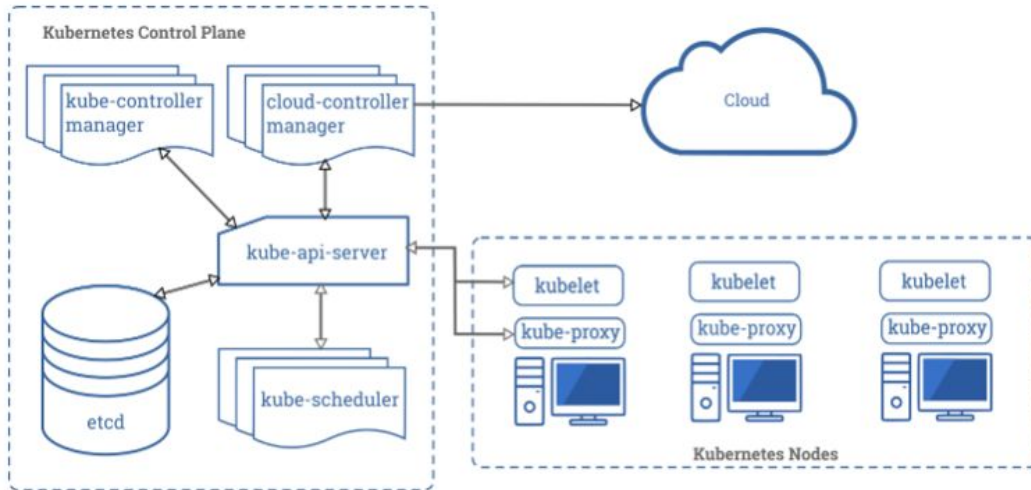 Kubernetes Control Plane
kube-controller
manager
cloud-controller
manager
Cloud
kube-api-server
kubelet
kubelet
kubelet
kube-proxy
kube-proxy
kube-proxy
etcd
kube-scheduler
Kubernetes Nodes